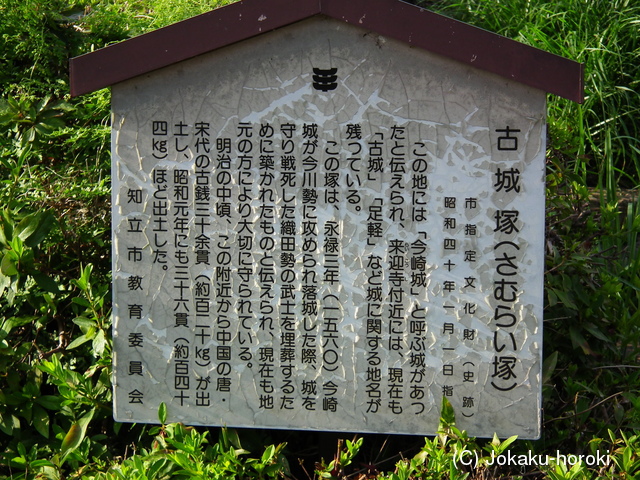 古城塚(さむらい塚)
市指定文化財(史跡)
昭和四十年一月一日指
この地には「今崎城」と呼ぶ城があつ
たと伝えられ、来迎寺付近には、現在も
「古城」「足軽」など城に関する地名が
残っている。
この塚は、永禄三年(一五六〇)今崎
城が今川勢に攻められ落城した際、城を
守り戦死した織田勢の武士を埋葬するた
めに築かれたものと伝えられ、現在も地
元の方により大切に守られている。
明治の中頃、この附近から中国の唐・
宋代の古銭三十余貫(約百二十kg)が出
土し、昭和元年にも三十六貫(約百四十
四kg)ほど出土した。
知立市教育委員会
(C) Jokaku-horoki